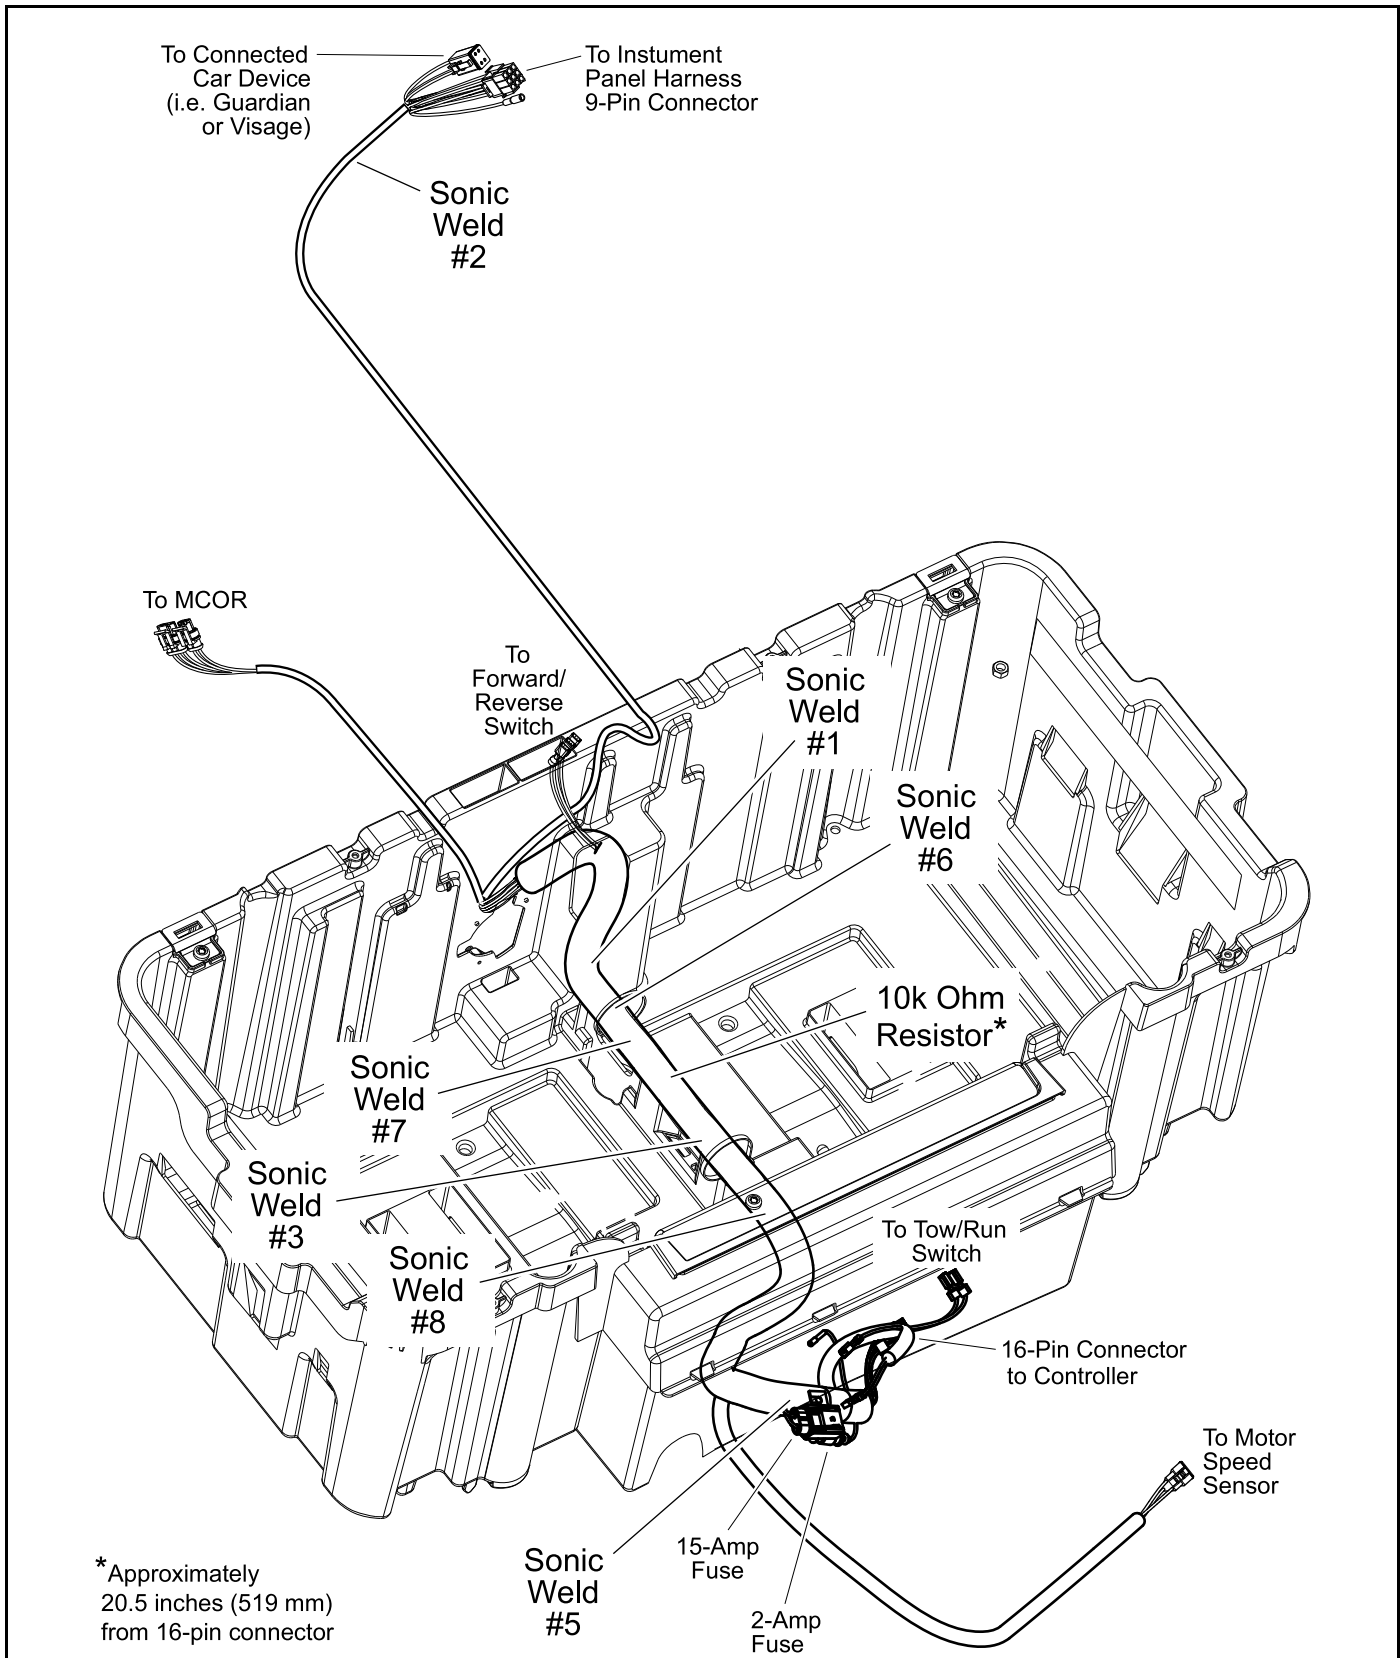 To Connected
Car Device
(i.e. Guardian
or Visage)
To Instument
Panel Harness
9-Pin Connector
Sonic
Weld
#2
To MCOR
To
Forward/
Reverse
Switch
Sonic
Weld
#1
Sonic
Weld
#6
10k Ohm
Resistor*
Sonic
Weld
#7
Sonic
Weld
#3
Sonic
Weld
#8
To Tow/Run
Switch
16-Pin Connector
to Controller
To Motor
Speed
Sensor
15-Amp
Fuse
2-Amp
Fuse
Sonic
Weld
#5
*Approximately
20.5 inches (519 mm)
from 16-pin connector